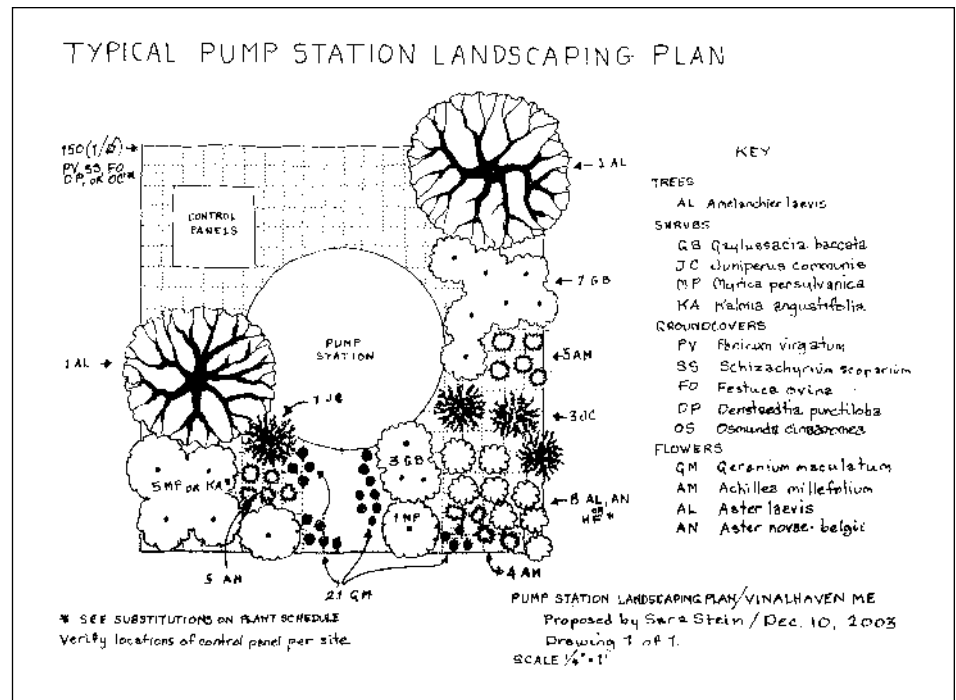 TYPICAL PUMP STATION LANDSCAPING PLAN
PV, SS, FO
CONTROL
PANELS
1 AL
7 GB
PUMP
STATION
5 AM
1 AL
1 JC
3 JC
3 GB
5 MP OR KA*
8 AL, AN
OR
1 MP
5 AM
21 GM
4 AM
* SEE SUBSTITUTIONS ON PLANT SCHEDULE
Verify locations of control panel per site.
KEY
TREES
AL Amelanchier laevis
SHRUBS
GB Gaylussacia baccata
JC Juniperus communis
MP Myrica pensylvanica
KA Kalmia angustifolia
GROUNDCOVERS
PV Panicum virgatum
SS Schizachyrium scoparium
FO Festuca ovina
DP
OS Osmunda cinnamomea
FLOWERS
GM Geranium maculatum
AM Achillea millefolium
AL Aster laevis
AN Aster novae-belgii
PUMP STATION LANDSCAPING PLAN/VINALHAVEN ME
Proposed by Sara Stein/Dec. 10, 2003
Drawing 1 of 1.
SCALE 1/4" = 1'